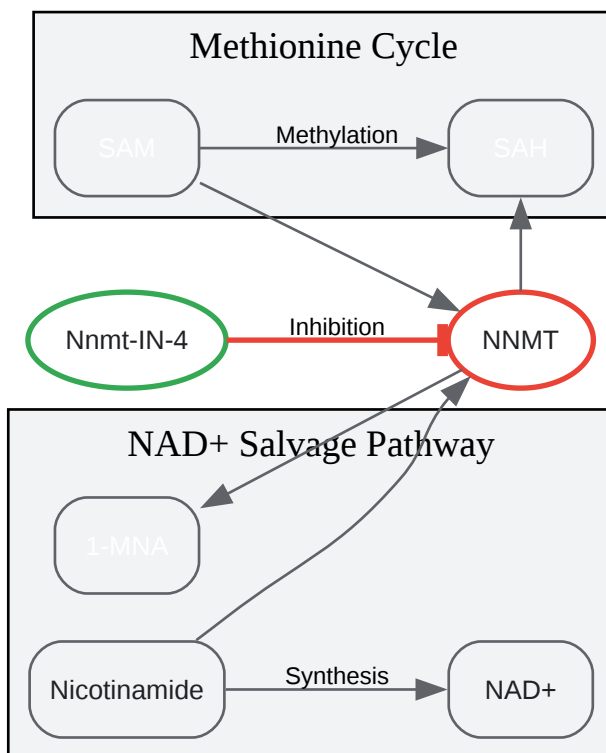 Methionine Cycle
SAM
Methylation
SAH
Nnmt-IN-4
Inhibition
NNMT
NAD+ Salvage Pathway
1-MNA
Nicotinamide
Synthesis
NAD+